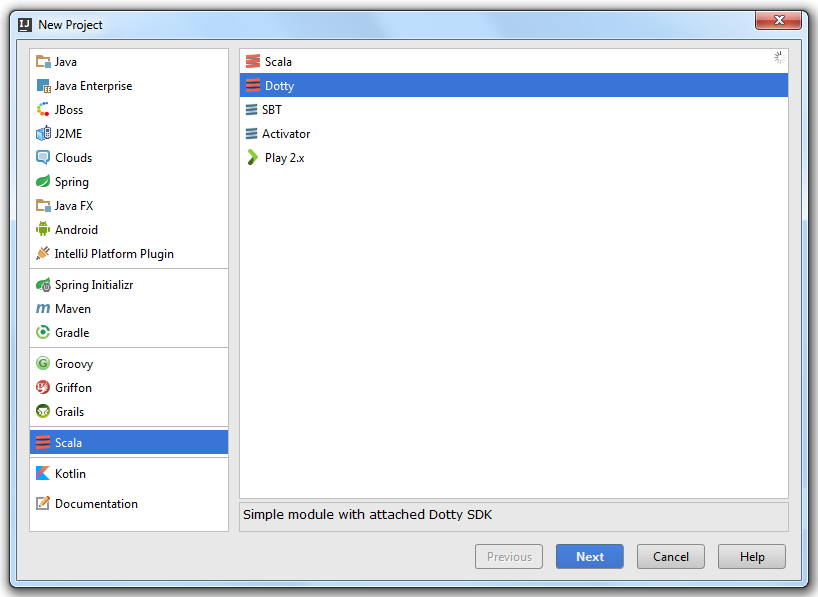 New Project
Java
Java Enterprise
JBoss
J2ME
Clouds
Spring
Java FX
Android
IntelliJ Platform Plugin
Spring Initializr
Maven
Gradle
Groovy
Griffon
Grails
Scala
Kotlin
Documentation
Scala
Dotty
SBT
Activator
Play 2.x
Simple module with attached Dotty SDK
Previous
Next
Cancel
Help